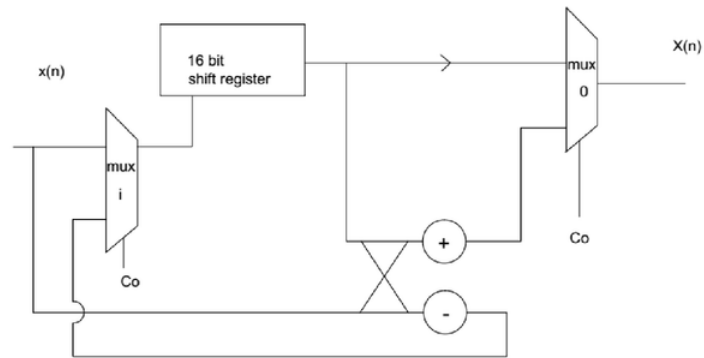 16 bit
shift register
x(n)
X(n)
mux
0
mux
i
+
Co
Co
-